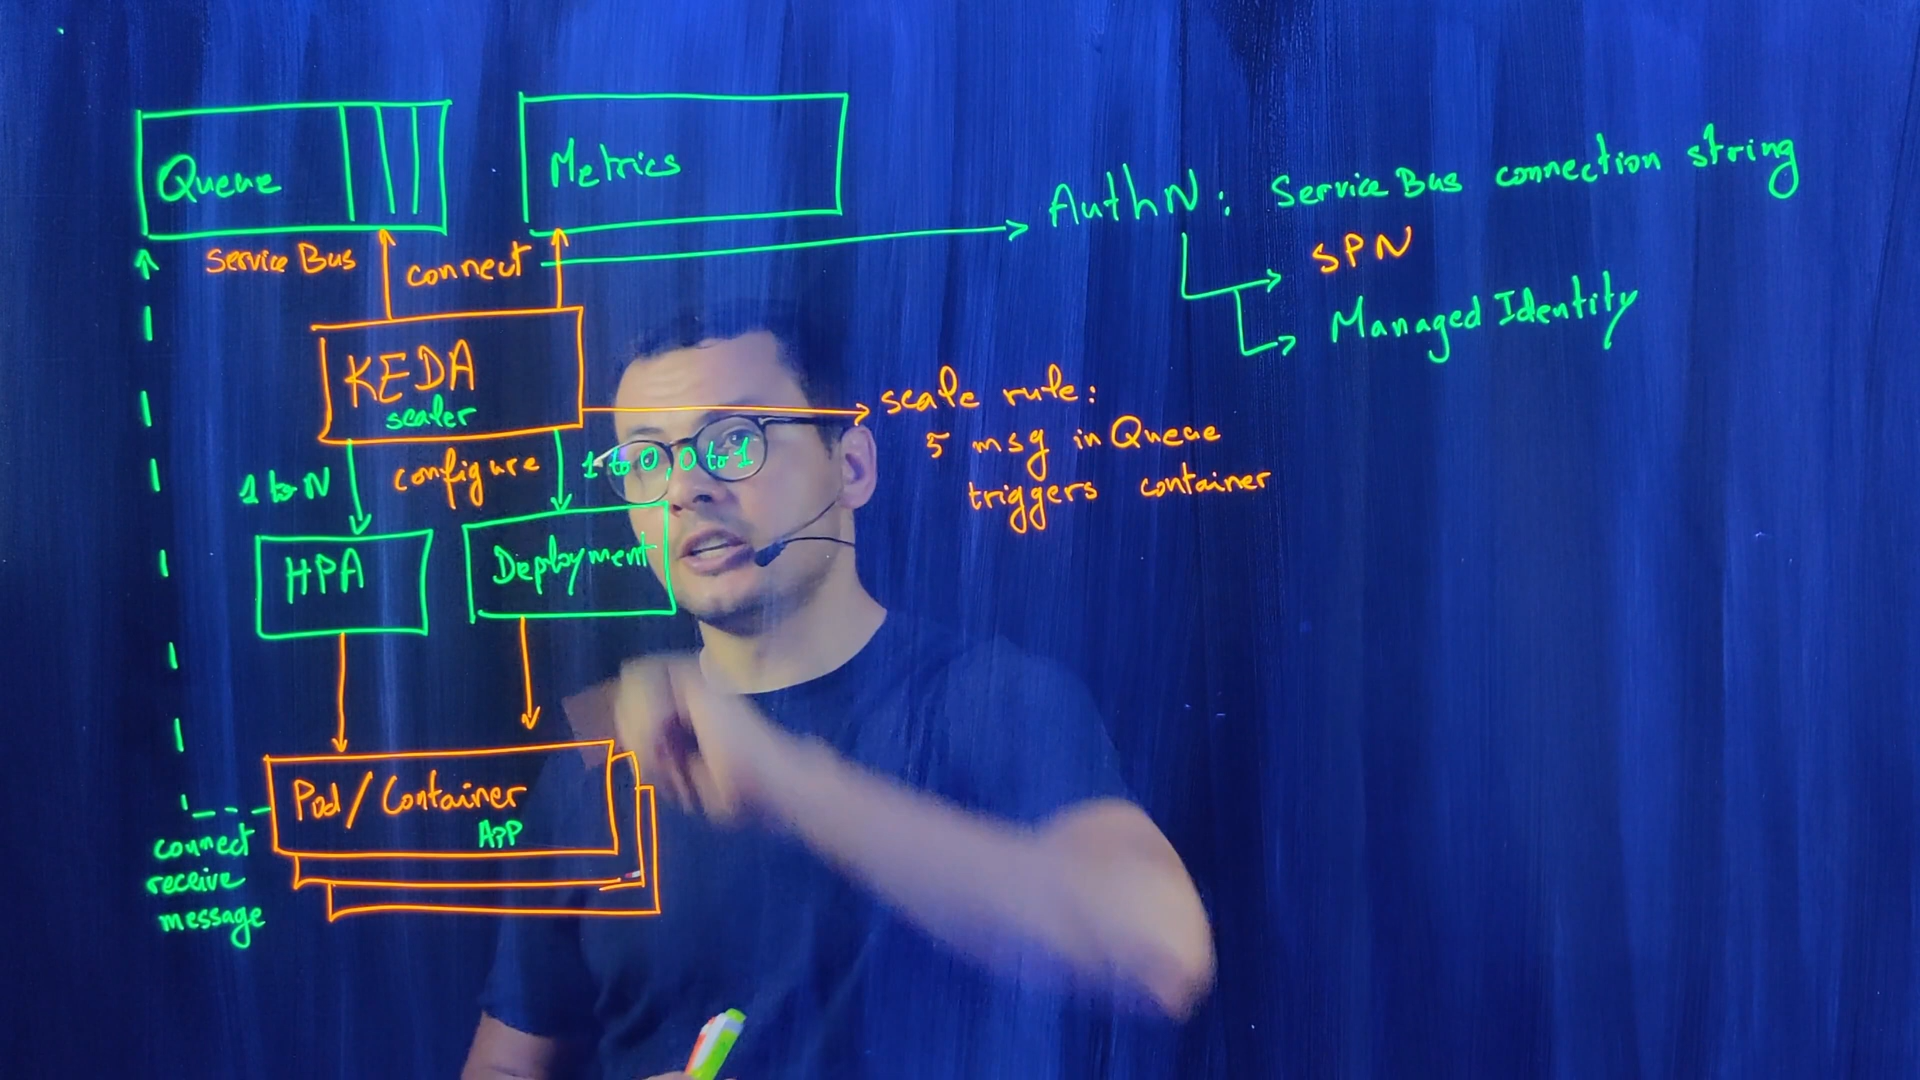 Queue
Metrics
AuthN: Service Bus connection string
SPN
Managed Identity
Service Bus
connect
KEDA
scaler
scale rule:
5 msg in Queue
triggers container
1 to N
configure
1 to 0, 0 to 1
HPA
Deployment
Pod/Container
APP
connect
receive
message